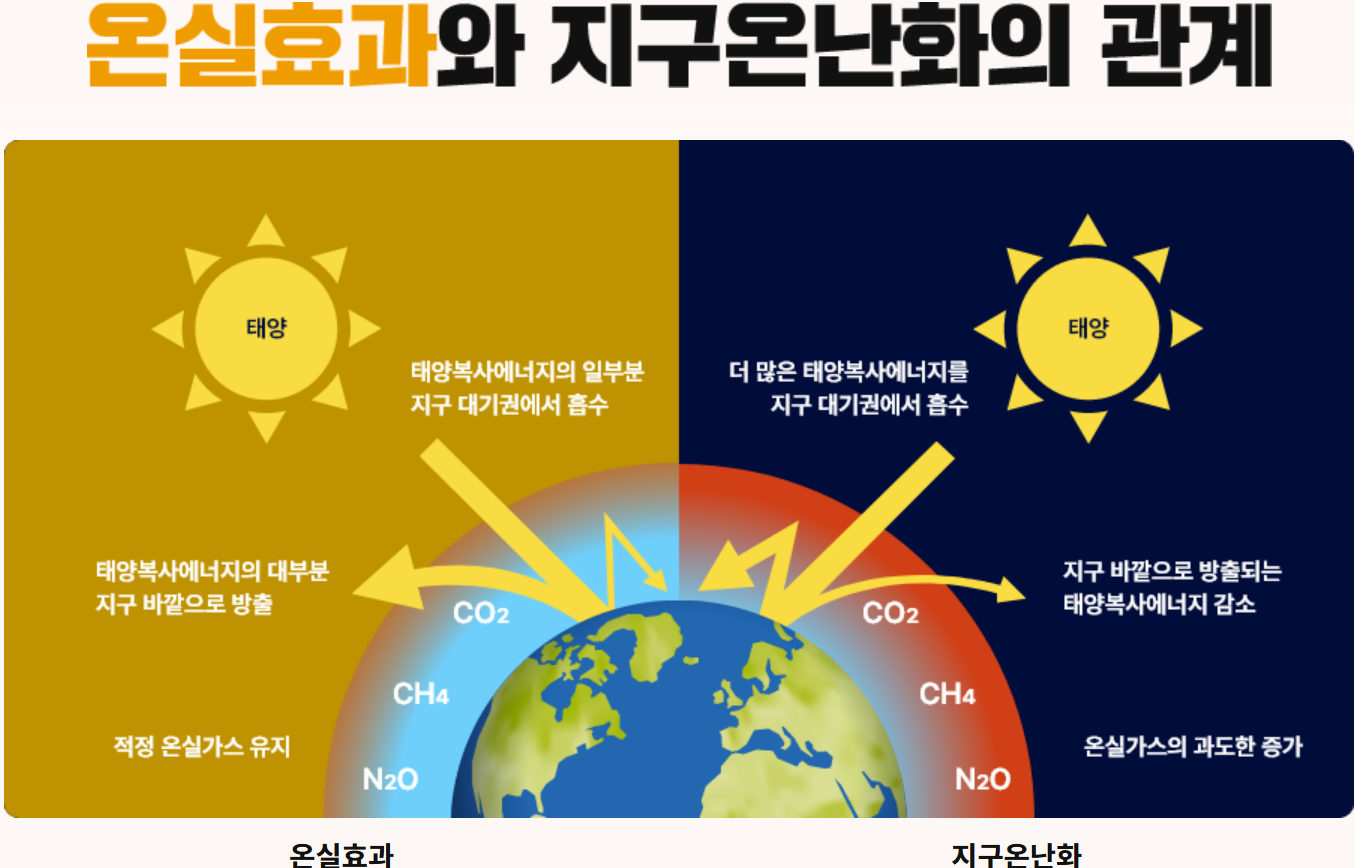 온실효과와 지구온난화의 관계
태양
태양복사에너지의 일부분
지구 대기권에서 흡수
태양복사에너지의 대부분
지구 바깥으로 방출
적정 온실가스 유지
CO2
CH4
N2O
태양
더 많은 태양복사에너지를
지구 대기권에서 흡수
지구 바깥으로 방출되는
태양복사에너지 감소
온실가스의 과도한 증가
CO2
CH4
N2O
온실효과
지구온난화